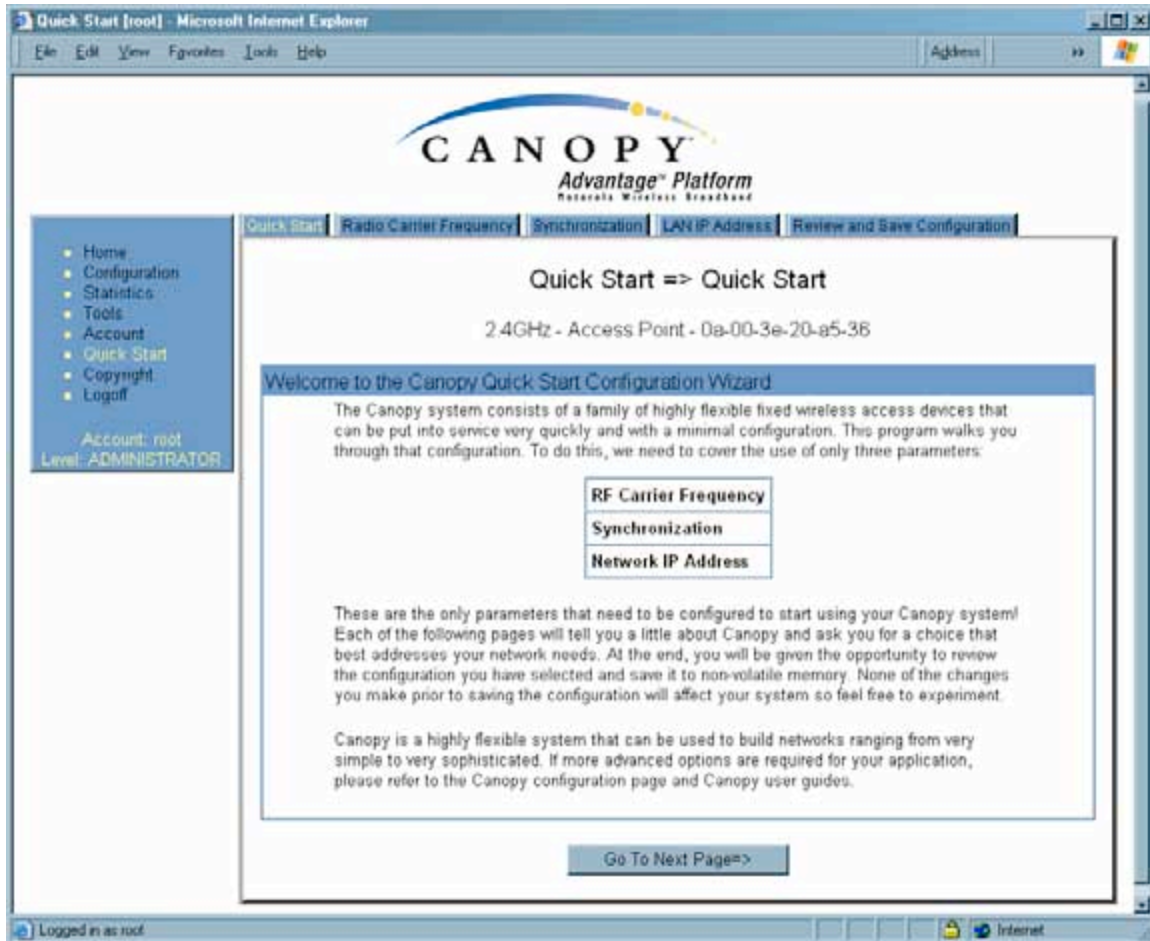 Quick Start [root] - Microsoft Internet Explorer
File Edit View Favorites Tools Help
Address
CANOPY
Advantage™ Platform
Motorola Wireless Broadband
Quick Start Radio Carrier Frequency Synchronization LAN IP Address Review and Save Configuration
Home
Configuration
Statistics
Tools
Account
Quick Start
Copyright
Logoff
Account: root
Level: ADMINISTRATOR
Quick Start => Quick Start
2.4GHz - Access Point - 0a-00-3e-20-a5-36
Welcome to the Canopy Quick Start Configuration Wizard
The Canopy system consists of a family of highly flexible fixed wireless access devices that
can be put into service very quickly and with a minimal configuration. This program walks you
through that configuration. To do this, we need to cover the use of only three parameters:
RF Carrier Frequency
Synchronization
Network IP Address
These are the only parameters that need to be configured to start using your Canopy system!
Each of the following pages will tell you a little about Canopy and ask you for a choice that
best addresses your network needs. At the end, you will be given the opportunity to review
the configuration you have selected and save it to non-volatile memory. None of the changes
you make prior to saving the configuration will affect your system so feel free to experiment.
Canopy is a highly flexible system that can be used to build networks ranging from very
simple to very sophisticated. If more advanced options are required for your application,
please refer to the Canopy configuration page and Canopy user guides.
Go To Next Page=>
Logged in as root
Internet